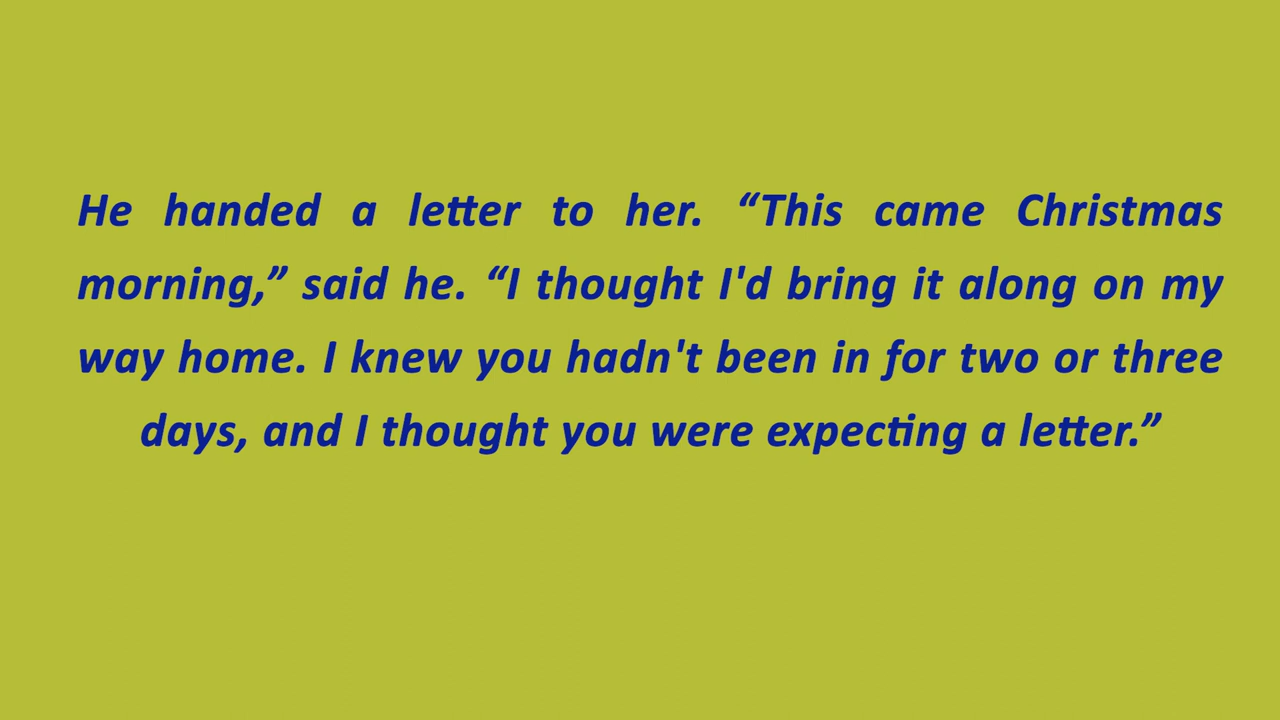 He handed a letter to her. “This came Christmas
morning,” said he. “I thought I'd bring it along on my
way home. I knew you hadn't been in for two or three
days, and I thought you were expecting a letter.”